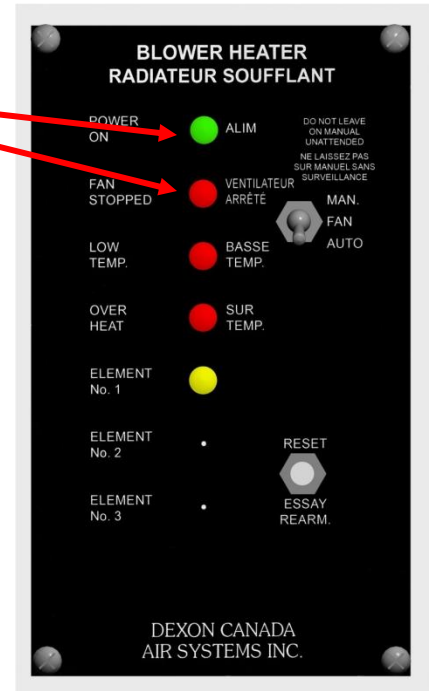 BLOWER HEATER
RADIATEUR SOUFFLANT
POWER
ON
ALIM
DO NOT LEAVE
ON MANUAL
UNATTENDED
NE LAISSEZ PAS
SUR MANUEL SANS
SURVEILLANCE
FAN
STOPPED
VENTILATEUR
ARRÊTÉ
MAN.
FAN
AUTO
LOW
TEMP.
BASSE
TEMP.
OVER
HEAT
SUR
TEMP.
ELEMENT
No. 1
ELEMENT
No. 2
RESET
ELEMENT
No. 3
ESSAY
REARM.
DEXON CANADA
AIR SYSTEMS INC.